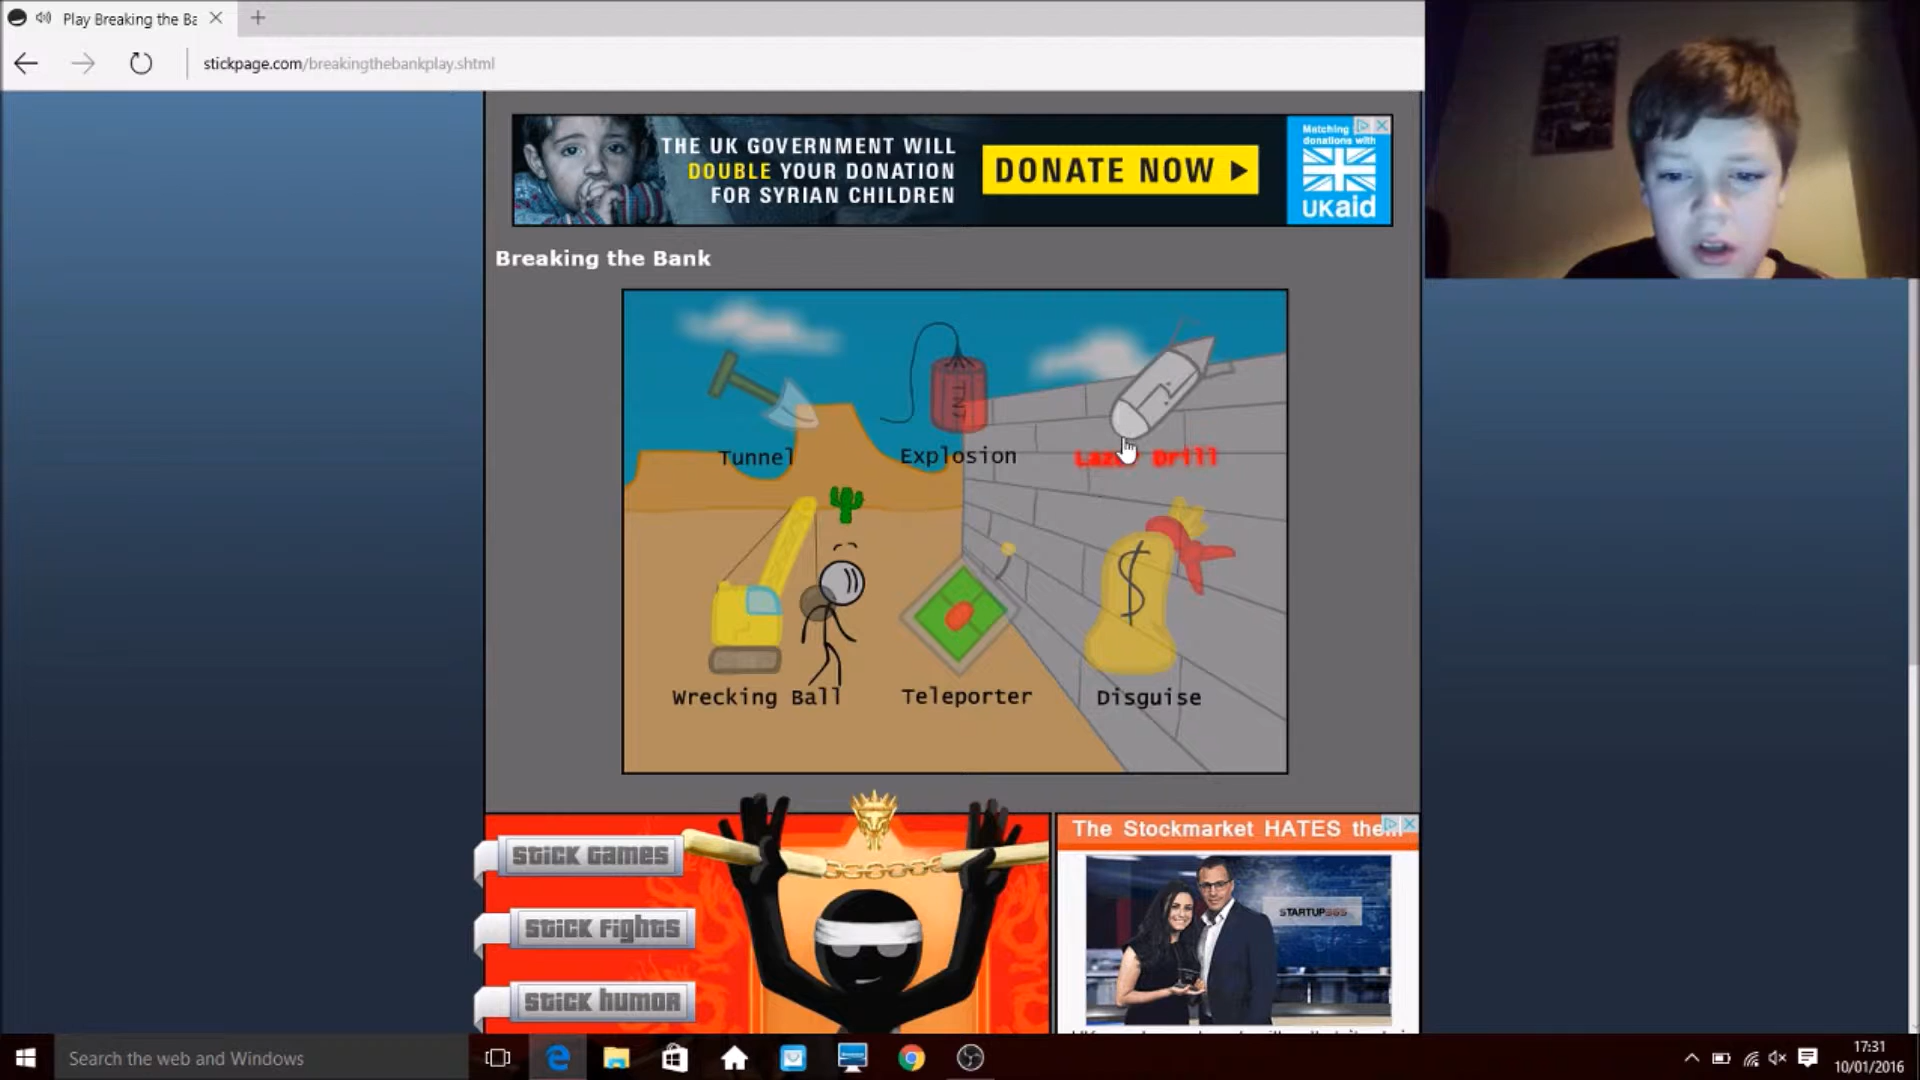 Play Breaking the Ba
stickpage.com/breakingthebankplay.shtml
THE UK GOVERNMENT WILL
DOUBLE YOUR DONATION
FOR SYRIAN CHILDREN
DONATE NOW
Matching
donations with
UKaid
Breaking the Bank
TNT
Tunnel
Explosion
Lazer Drill
$
Wrecking Ball
Teleporter
Disguise
STICK GAMES
STICK FIGHTS
STICK HUMOR
The Stockmarket HATES
STARTUP365
Search the web and Windows
17:31
10/01/2016